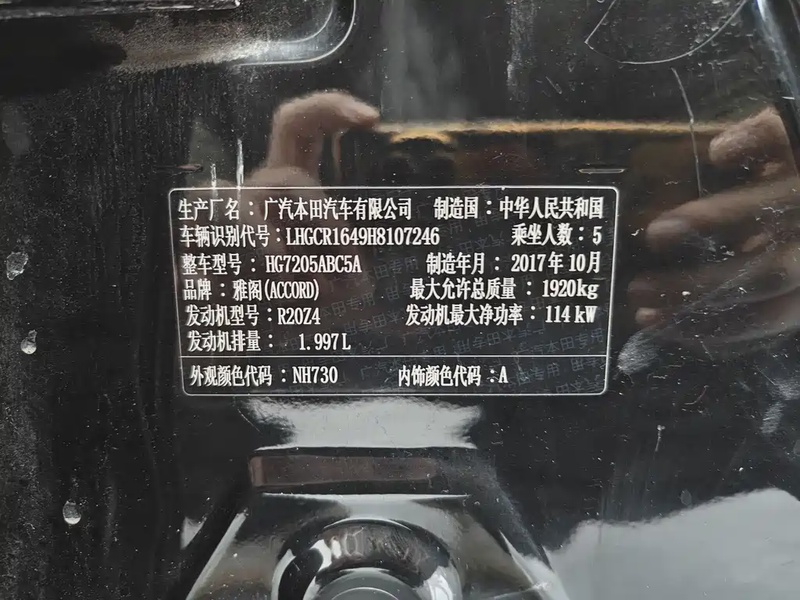 生产厂名：广汽本田汽车有限公司 制造国：中华人民共和国
车辆识别代号：LHGCR1649H8107246 乘坐人数：5
整车型号：HG7205ABC5A 制造年月：2017年10月
品牌：雅阁(ACCORD) 最大允许总质量：1920kg
发动机型号：R20Z4 发动机最大净功率：114kW
发动机排量：1.997L
外观颜色代码：NH730 内饰颜色代码：A